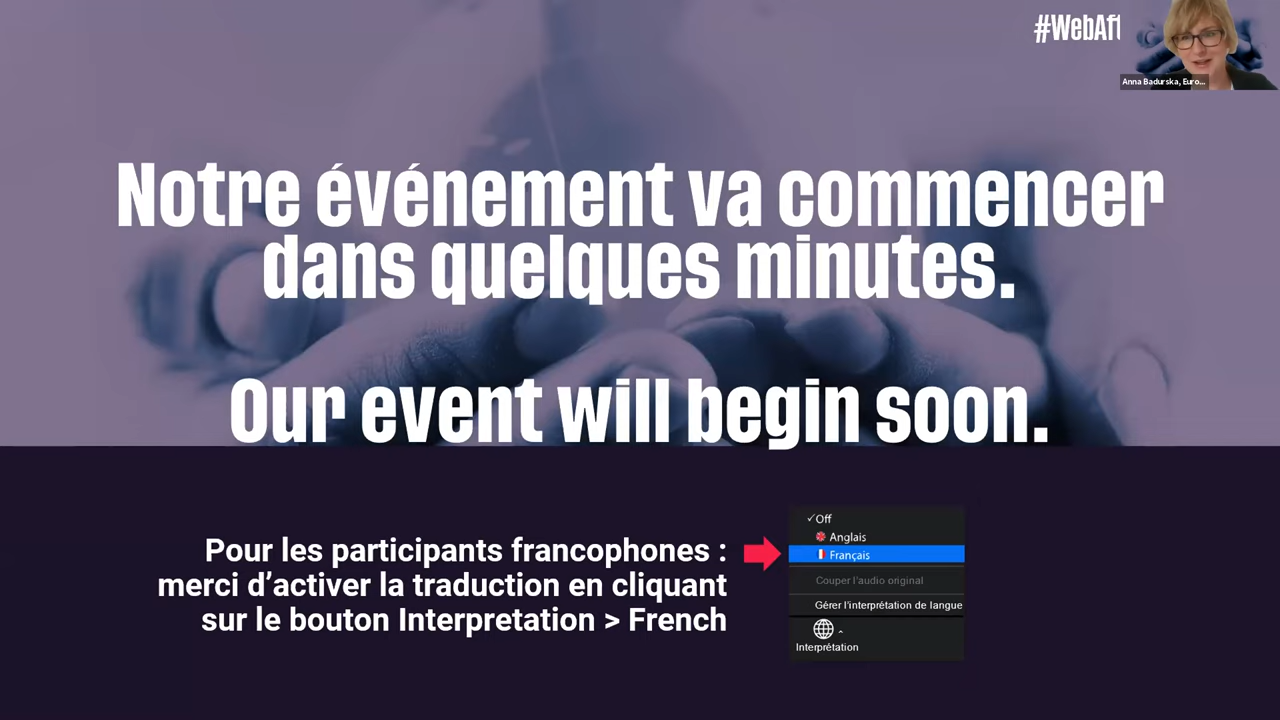 #WebAf
Anna Badurska, Euro...
Notre événement va commencer
dans quelques minutes.
Our event will begin soon.
Pour les participants francophones :
merci d’activer la traduction en cliquant
sur le bouton Interpretation > French
✓Off
Anglais
Français
Couper l'audio original
Gérer l'interprétation de langue
Interprétation